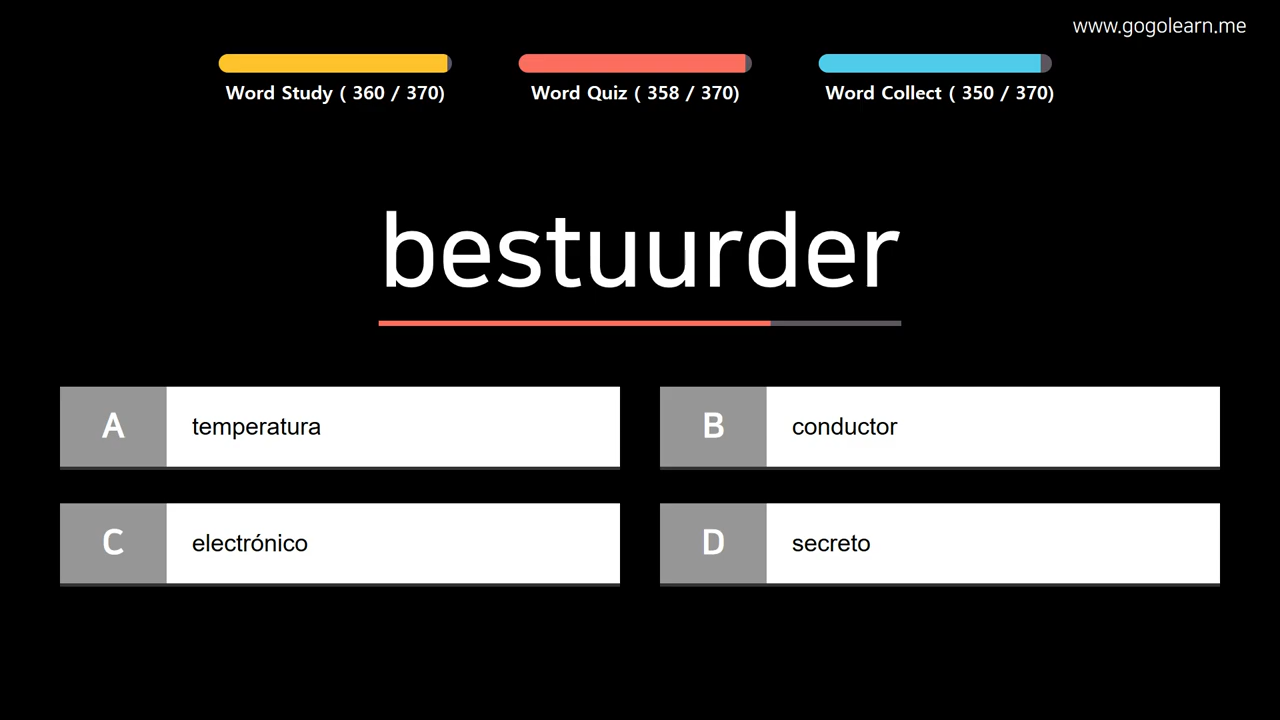 www.gogolearn.me
Word Study ( 360 / 370)
Word Quiz ( 358 / 370)
Word Collect ( 350 / 370)
bestuurder
A temperatura
B conductor
C electrónico
D secreto